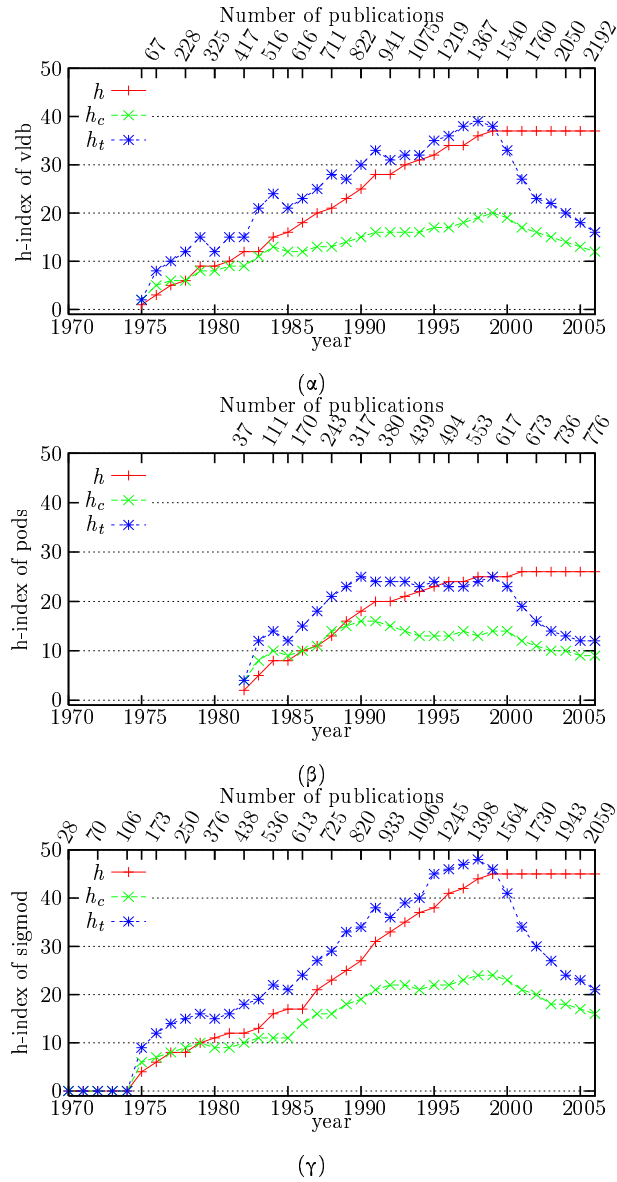 Number of publications
67 228 325 417 516 616 711 822 941 1075 1219 1367 1540 1760 2050 2192
50
h
40
h_c
h_t
30
20
10
0
h-index of vldb
1970 1975 1980 1985 1990 1995 2000 2005
year
(α)
Number of publications
37 111 170 243 317 380 439 494 553 617 673 736 776
50
h
40
h_c
h_t
30
20
10
0
h-index of pods
1970 1975 1980 1985 1990 1995 2000 2005
year
(β)
Number of publications
28 70 106 173 250 376 438 536 613 725 820 933 1096 1245 1398 1564 1730 1943 2059
50
h
40
h_c
h_t
30
20
10
0
h-index of sigmod
1970 1975 1980 1985 1990 1995 2000 2005
year
(γ)